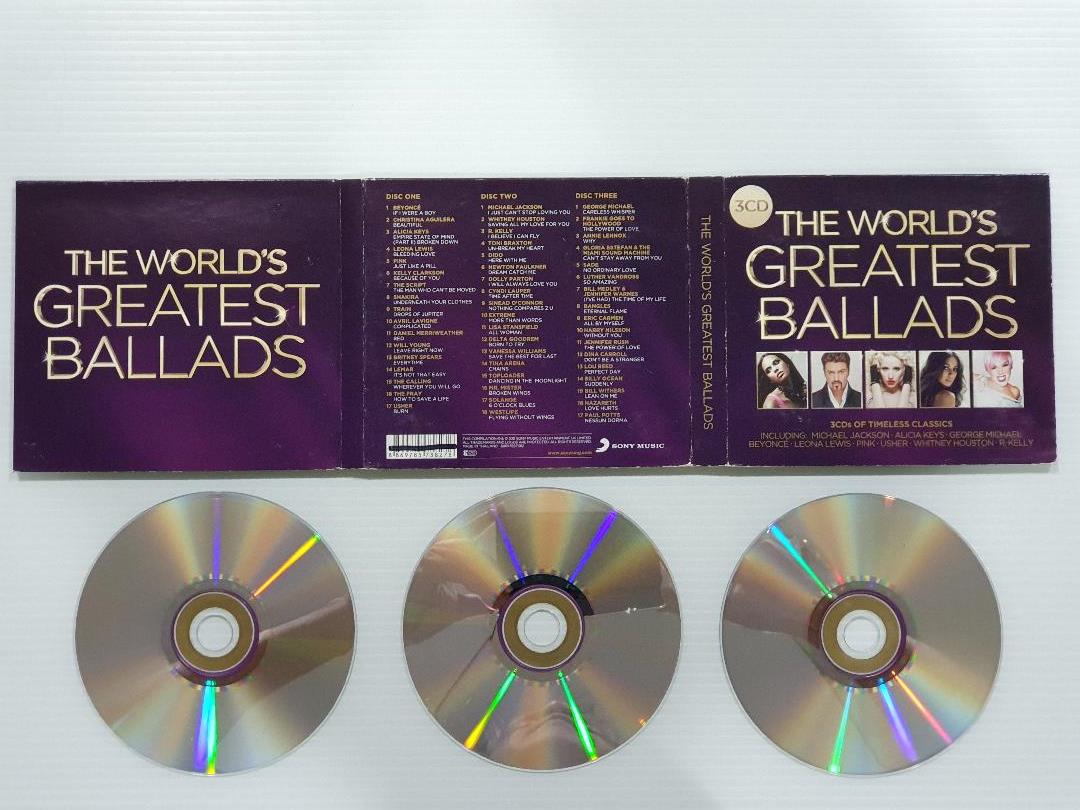 THE WORLD'S
GREATEST
BALLADS
DISC ONE
1 BEYONCÉ
IF I WERE A BOY
2 CHRISTINA AGUILERA
BEAUTIFUL
3 ALICIA KEYS
EMPIRE STATE OF MIND
(PART II) BROKEN DOWN
4 LEONA LEWIS
BLEEDING LOVE
5 P!NK
JUST LIKE A PILL
6 KELLY CLARKSON
BECAUSE OF YOU
7 THE SCRIPT
THE MAN WHO CAN'T BE MOVED
8 SHAKIRA
UNDERNEATH YOUR CLOTHES
9 TRAIN
DROPS OF JUPITER
10 AVRIL LAVIGNE
COMPLICATED
11 DANIEL MERRIWEATHER
RED
12 WILL YOUNG
LEAVE RIGHT NOW
13 BRITNEY SPEARS
EVERYTIME
14 LEMAR
IT'S NOT THAT EASY
15 THE CALLING
WHEREVER YOU WILL GO
16 THE FRAY
HOW TO SAVE A LIFE
17 USHER
BURN
DISC TWO
1 MICHAEL JACKSON
I JUST CAN'T STOP LOVING YOU
2 WHITNEY HOUSTON
SAVING ALL MY LOVE FOR YOU
3 R. KELLY
I BELIEVE I CAN FLY
4 TONI BRAXTON
UN-BREAK MY HEART
5 DIDO
HERE WITH ME
6 NEWTON FAULKNER
DREAM CATCH ME
7 DOLLY PARTON
I WILL ALWAYS LOVE YOU
8 CYNDI LAUPER
TIME AFTER TIME
9 SINEAD O'CONNOR
NOTHING COMPARES 2 U
10 EXTREME
MORE THAN WORDS
11 LISA STANSFIELD
ALL WOMAN
12 DELTA GOODREM
BORN TO TRY
13 VANESSA WILLIAMS
SAVE THE BEST FOR LAST
14 TINA ARENA
CHAINS
15 TOPLOADER
DANCING IN THE MOONLIGHT
16 MR. MISTER
BROKEN WINGS
17 SOLANGE
6 O'CLOCK BLUES
18 WESTLIFE
FLYING WITHOUT WINGS
DISC THREE
1 GEORGE MICHAEL
CARELESS WHISPER
2 FRANKIE GOES TO
HOLLYWOOD
THE POWER OF LOVE
3 ANNIE LENNOX
WHY
4 GLORIA ESTEFAN & THE
MIAMI SOUND MACHINE
CAN'T STAY AWAY FROM YOU
5 SADE
NO ORDINARY LOVE
6 LUTHER VANDROSS
SO AMAZING
7 BILL MEDLEY &
JENNIFER WARNES
(I'VE HAD) THE TIME OF MY LIFE
8 BANGLES
ETERNAL FLAME
9 ERIC CARMEN
ALL BY MYSELF
10 HARRY NILSSON
WITHOUT YOU
11 JENNIFER RUSH
THE POWER OF LOVE
12 DINA CARROLL
DON'T BE A STRANGER
13 LOU REED
PERFECT DAY
14 BILLY OCEAN
SUDDENLY
15 BILL WITHERS
LEAN ON ME
16 NAZARETH
LOVE HURTS
17 PAUL POTTS
NESSUN DORMA
SONY MUSIC
THE WORLD'S GREATEST BALLADS
3CD
THE WORLD'S
GREATEST
BALLADS
3CDs OF TIMELESS CLASSICS
INCLUDING: MICHAEL JACKSON · ALICIA KEYS · GEORGE MICHAEL
BEYONCÉ · LEONA LEWIS · P!NK · USHER · WHITNEY HOUSTON · R. KELLY